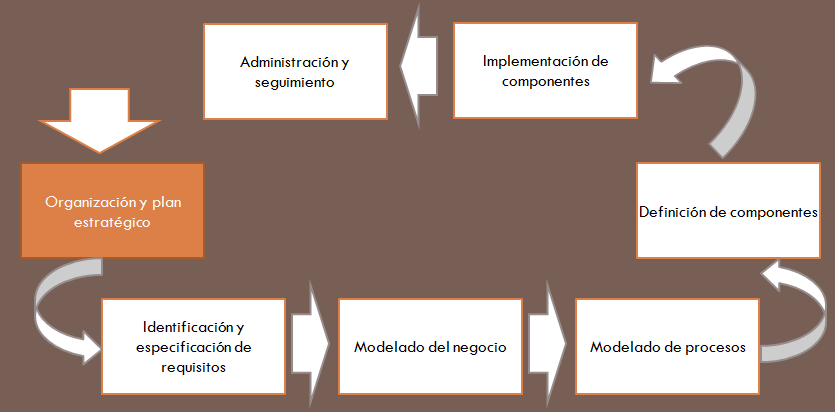 Administración y
seguimiento
Implementación de
componentes
Organización y plan
estratégico
Definición de componentes
Identificación y
especificación de
requisitos
Modelado del negocio
Modelado de procesos